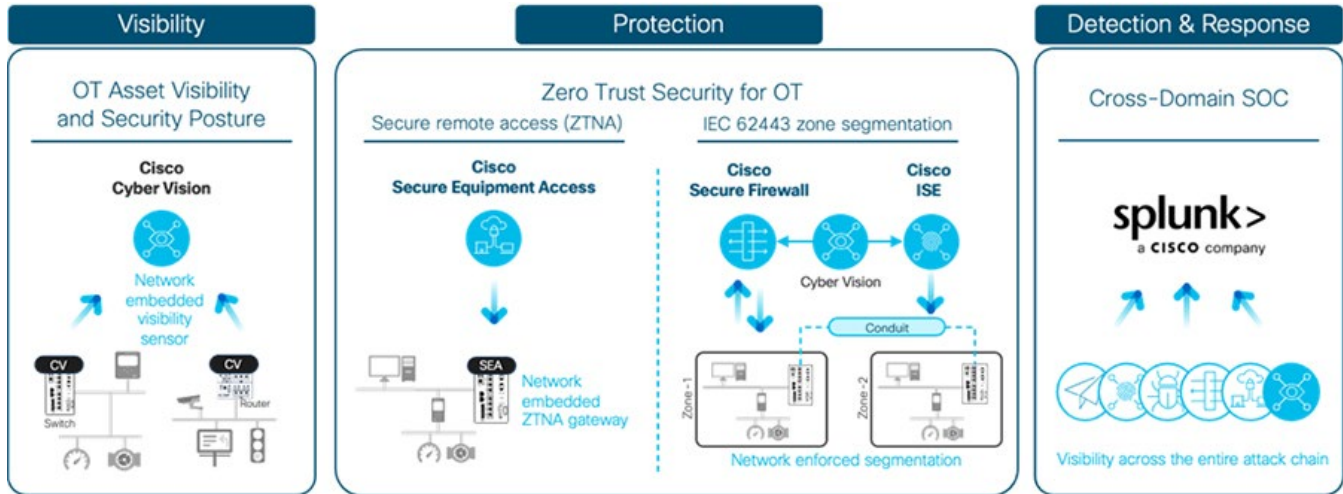 Visibility
OT Asset Visibility
and Security Posture
Cisco
Cyber Vision
Network
embedded
visibility
sensor
CV
CV
Switch
Router
Protection
Zero Trust Security for OT
Secure remote access (ZTNA)
Cisco
Secure Equipment Access
SEA
Network
embedded
ZTNA gateway
IEC 62443 zone segmentation
Cisco
Secure Firewall
Cisco
ISE
Cyber Vision
Conduit
Zone-1
Zone-2
Network enforced segmentation
Detection & Response
Cross-Domain SOC
splunk>
a CISCO company
Visibility across the entire attack chain